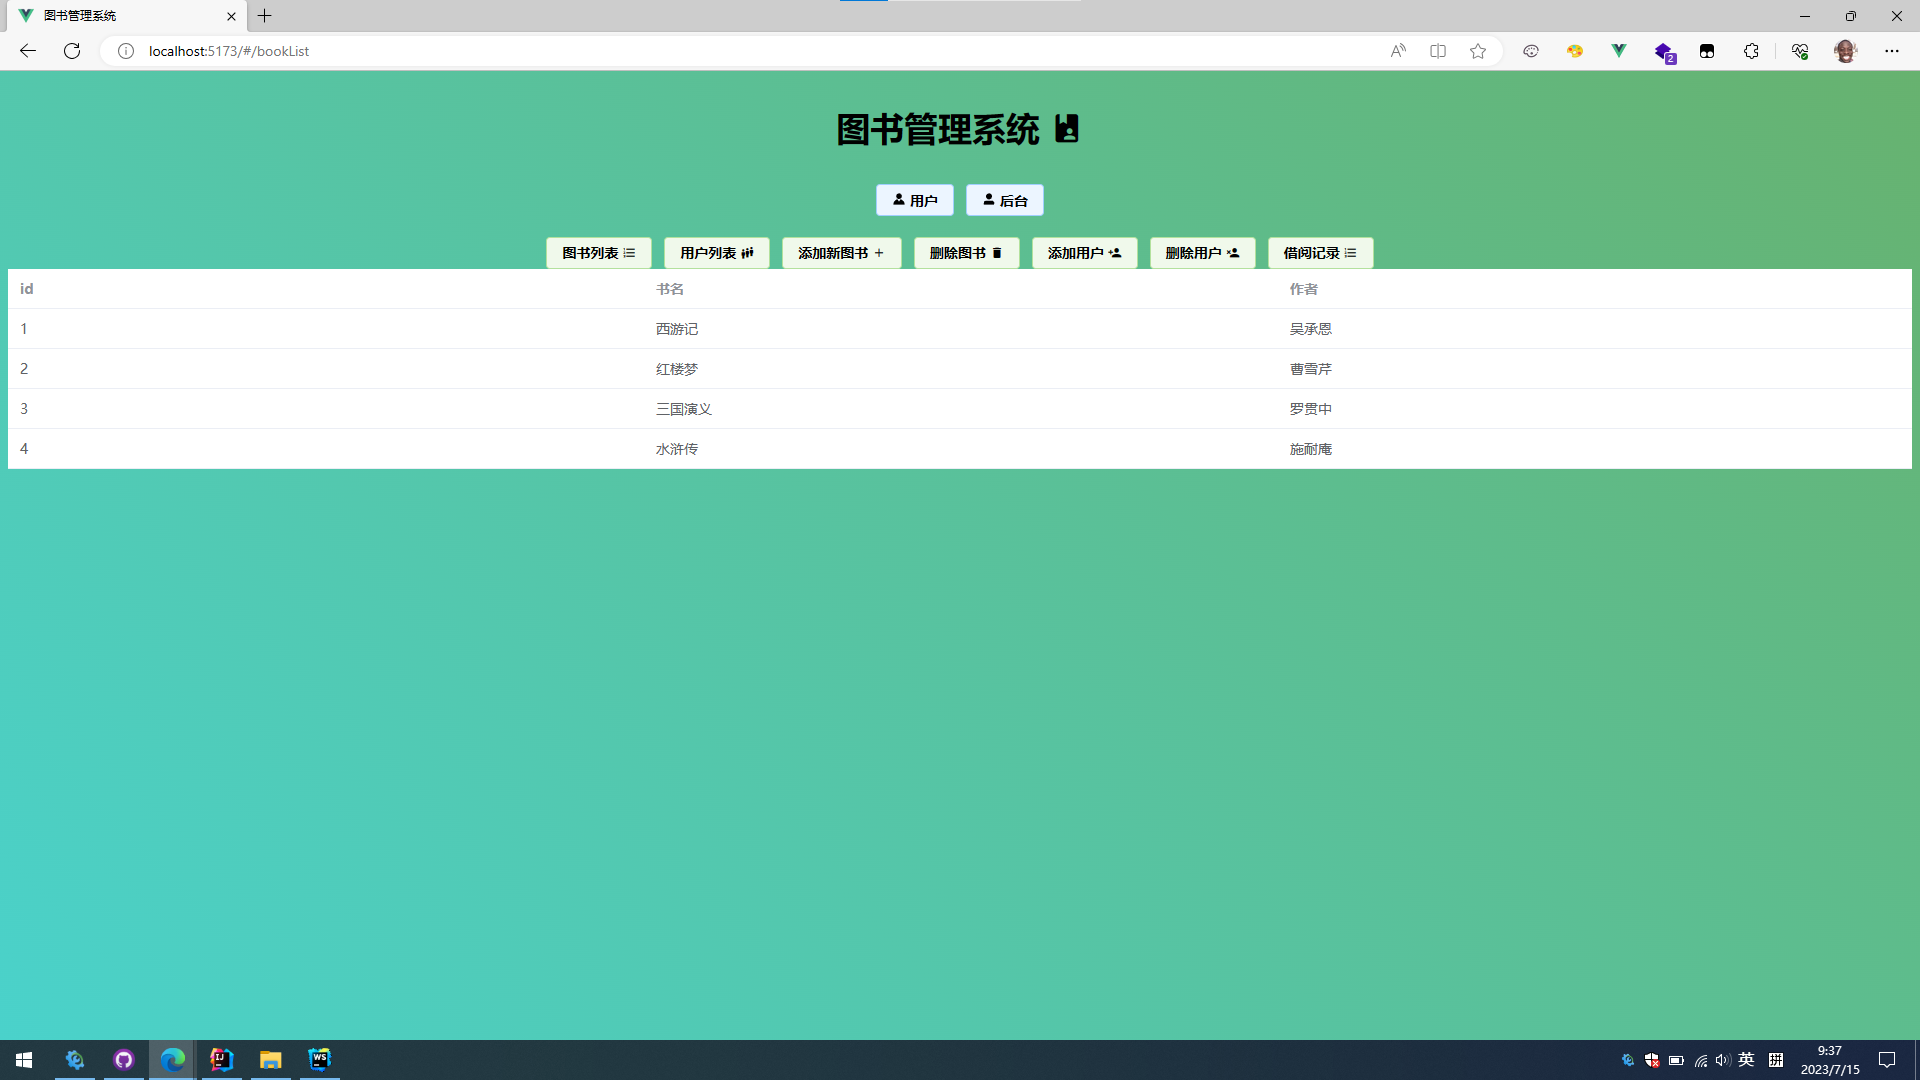 图书管理系统
localhost:5173/#/bookList
2
图书管理系统
用户 后台
图书列表 用户列表 添加新图书 删除图书 添加用户 删除用户 借阅记录
id 书名 作者
1 西游记 吴承恩
2 红楼梦 曹雪芹
3 三国演义 罗贯中
4 水浒传 施耐庵
IJ WS 英 拼 9:37
2023/7/15